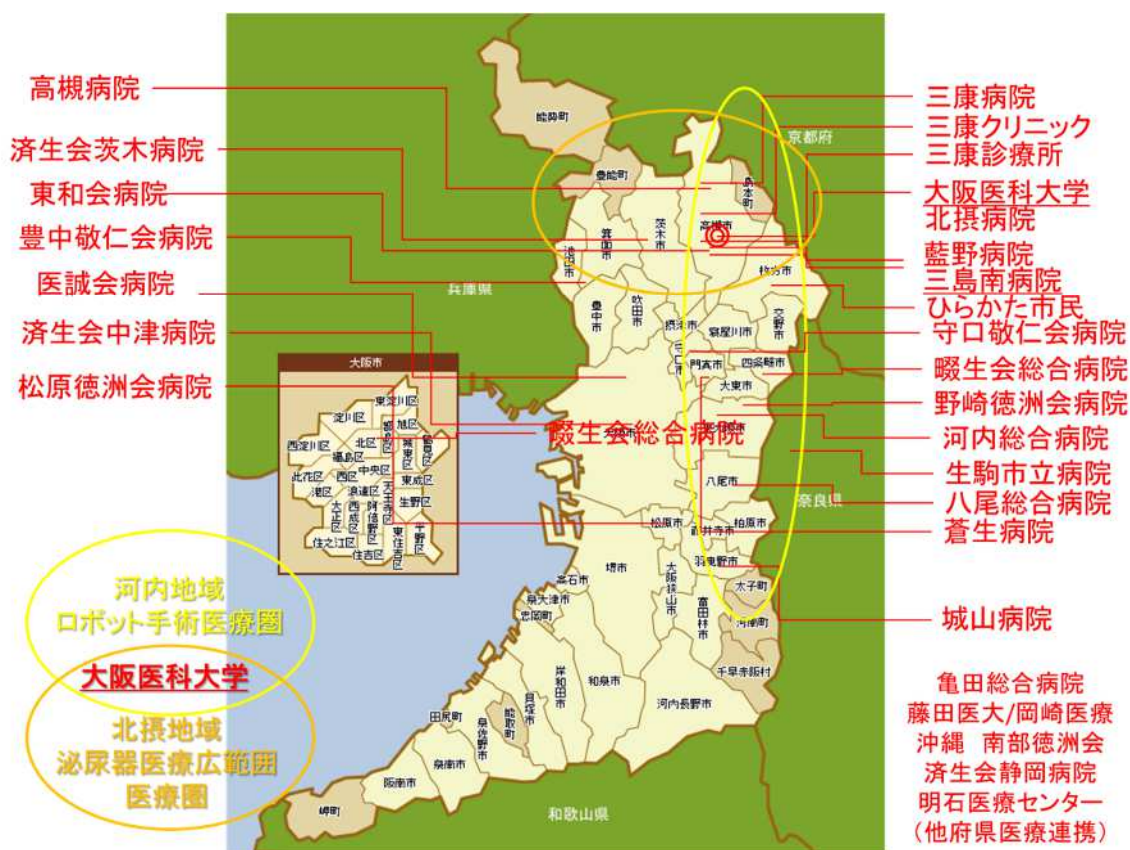 高槻病院
済生会茨木病院
東和会病院
豊中敬仁会病院
医誠会病院
済生会中津病院
松原徳洲会病院
三康病院
三康クリニック
三康診療所
大阪医科大学
北摂病院
藍野病院
三島南病院
ひらかた市民
守口敬仁会病院
畷生会総合病院
野崎徳洲会病院
河内総合病院
生駒市立病院
八尾総合病院
蒼生病院
城山病院
亀田総合病院
藤田医大/岡崎医療
沖縄 南部徳洲会
済生会静岡病院
明石医療センター
(他府県医療連携)
河内地域
ロボット手術医療圏
大阪医科大学
北摂地域
泌尿器医療広範囲
医療圏
京都府
兵庫県
奈良県
和歌山県
能勢町
豊能町
島本町
高槻市
茨木市
箕面市
池田市
枚方市
豊中市
吹田市
摂津市
寝屋川市
交野市
守口市
門真市
四条畷市
大東市
畷生会総合病院
八尾市
松原市
柏原市
羽曳野市
太子町
堺市
大阪狭山市
富田林市
河南町
千早赤阪村
高石市
泉大津市
忠岡町
和泉市
岸和田市
貝塚市
河内長野市
熊取町
田尻町
泉佐野市
泉南市
阪南市
岬町
大阪市
東淀川区
淀川区
旭区
西淀川区
北区
都島区
城東区
鶴見区
福島区
此花区
西区
中央区
東成区
港区
浪速区
天王寺区
生野区
大正区
西成区
阿倍野区
東住吉区
平野区
住之江区
住吉区